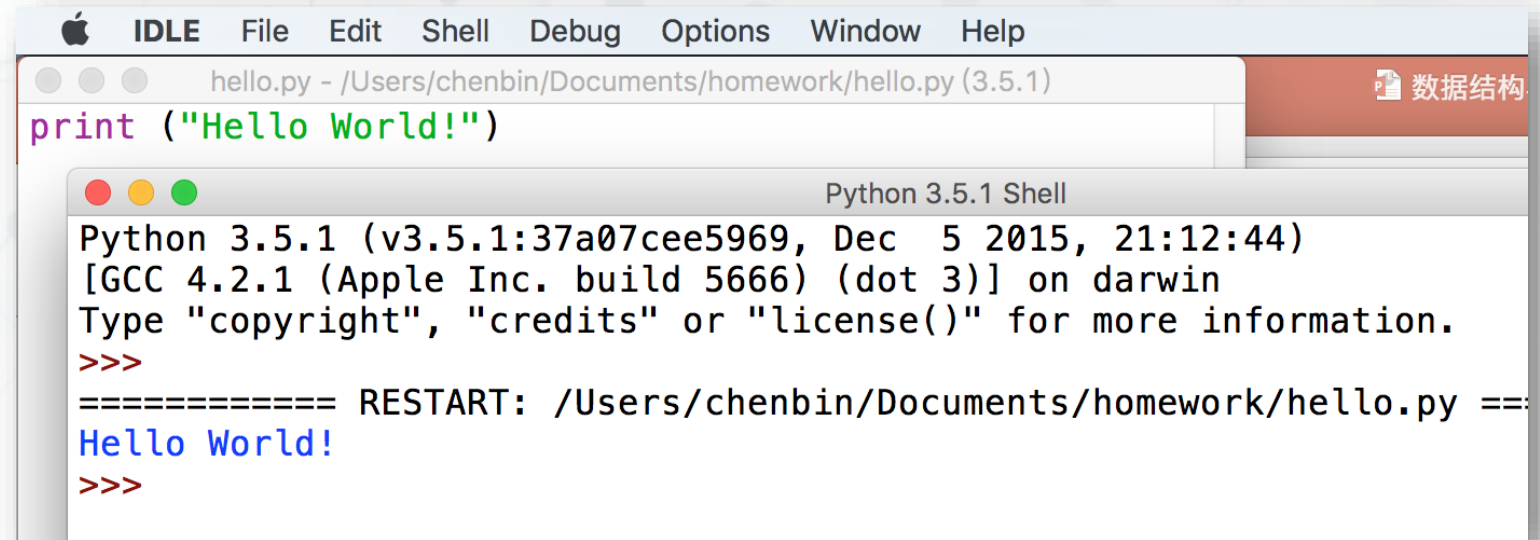 IDLE File Edit Shell Debug Options Window Help
hello.py - /Users/chenbin/Documents/homework/hello.py (3.5.1)
数据结构
print ("Hello World!")
Python 3.5.1 Shell
Python 3.5.1 (v3.5.1:37a07cee5969, Dec  5 2015, 21:12:44)
[GCC 4.2.1 (Apple Inc. build 5666) (dot 3)] on darwin
Type "copyright", "credits" or "license()" for more information.
>>>
============ RESTART: /Users/chenbin/Documents/homework/hello.py ===
Hello World!
>>>